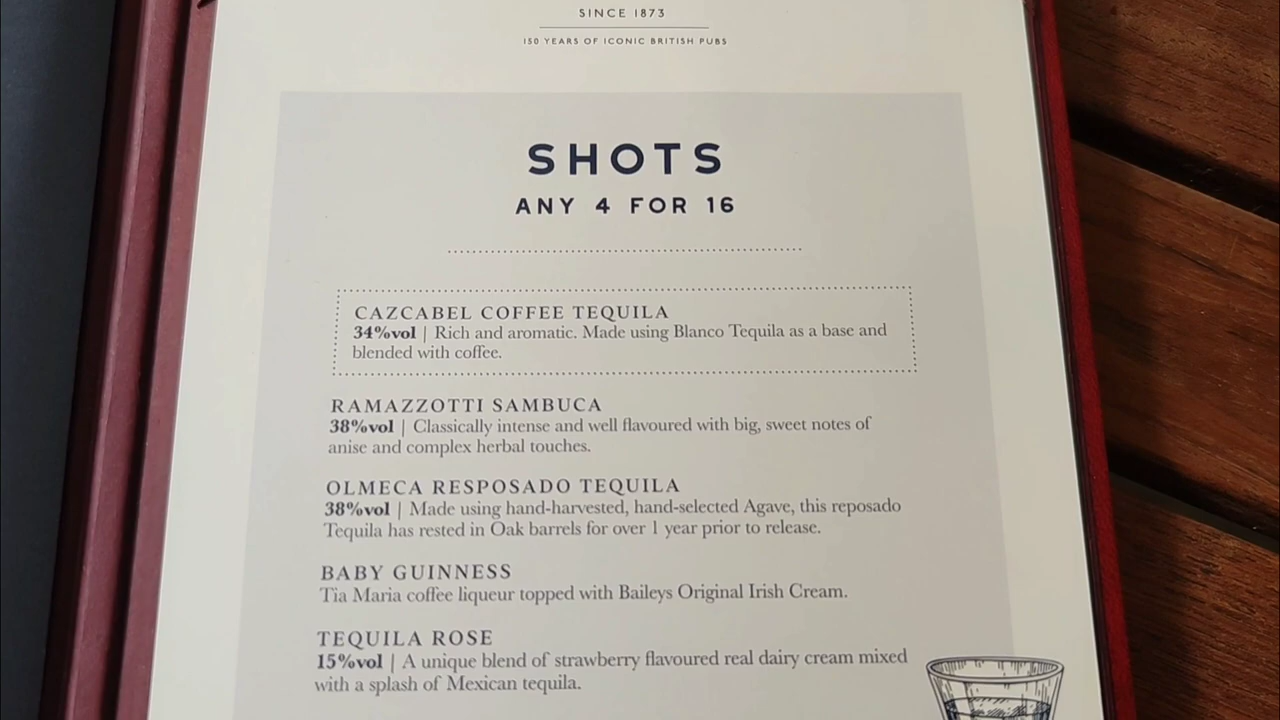 SINCE 1873
150 YEARS OF ICONIC BRITISH PUBS
SHOTS
ANY 4 FOR 16
CAZCABEL COFFEE TEQUILA
34%vol | Rich and aromatic. Made using Blanco Tequila as a base and
blended with coffee.
RAMAZZOTTI SAMBUCA
38%vol | Classically intense and well flavoured with big, sweet notes of
anise and complex herbal touches.
OLMECA RESPOSADO TEQUILA
38%vol | Made using hand-harvested, hand-selected Agave, this reposado
Tequila has rested in Oak barrels for over 1 year prior to release.
BABY GUINNESS
Tia Maria coffee liqueur topped with Baileys Original Irish Cream.
TEQUILA ROSE
15%vol | A unique blend of strawberry flavoured real dairy cream mixed
with a splash of Mexican tequila.